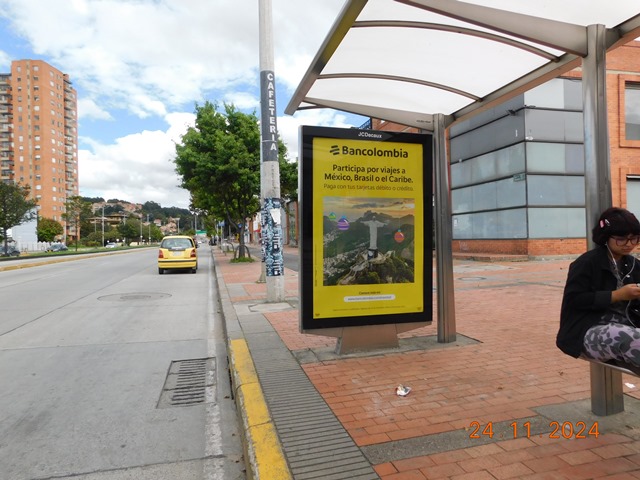 CAFETERIA
JCDecaux
Bancolombia
Participa por viajes a
México, Brasil o el Caribe.
Paga con tus tarjetas débito o crédito.
24 11 2024